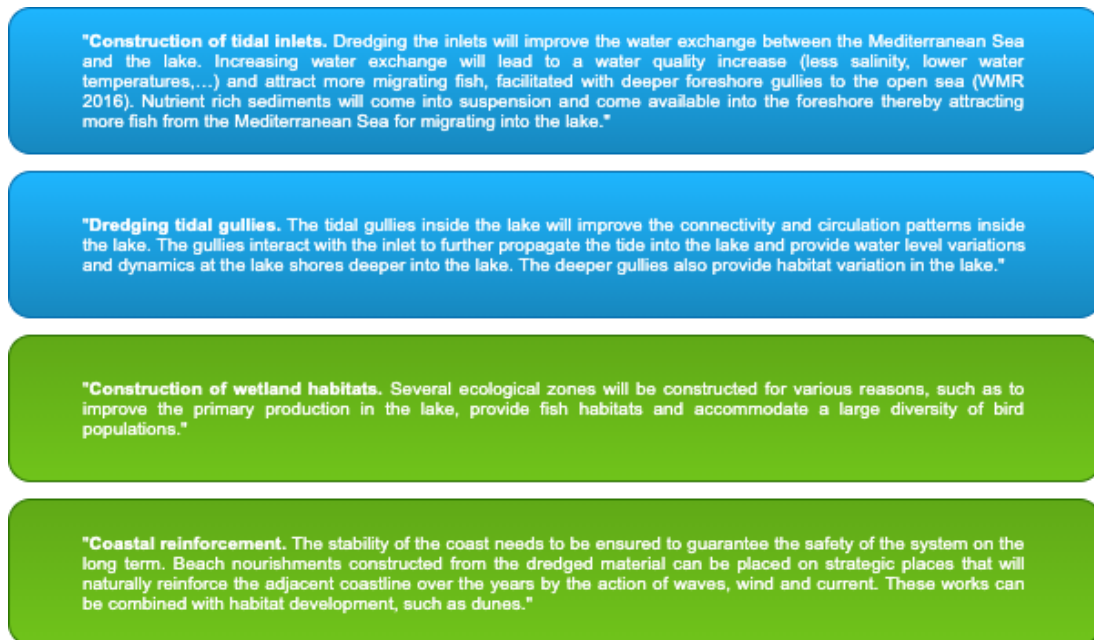 "Construction of tidal inlets. Dredging the inlets will improve the water exchange between the Mediterranean Sea
and the lake. Increasing water exchange will lead to a water quality increase (less salinity, lower water
temperatures,...) and attract more migrating fish, facilitated with deeper foreshore gullies to the open sea (WMR
2016). Nutrient rich sediments will come into suspension and come available into the foreshore thereby attracting
more fish from the Mediterranean Sea for migrating into the lake."
"Dredging tidal gullies. The tidal gullies inside the lake will improve the connectivity and circulation patterns inside
the lake. The gullies interact with the inlet to further propagate the tide into the lake and provide water level variations
and dynamics at the lake shores deeper into the lake. The deeper gullies also provide habitat variation in the lake."
"Construction of wetland habitats. Several ecological zones will be constructed for various reasons, such as to
improve the primary production in the lake, provide fish habitats and accommodate a large diversity of bird
populations."
"Coastal reinforcement. The stability of the coast needs to be ensured to guarantee the safety of the system on the
long term. Beach nourishments constructed from the dredged material can be placed on strategic places that will
naturally reinforce the adjacent coastline over the years by the action of waves, wind and current. These works can
be combined with habitat development, such as dunes."